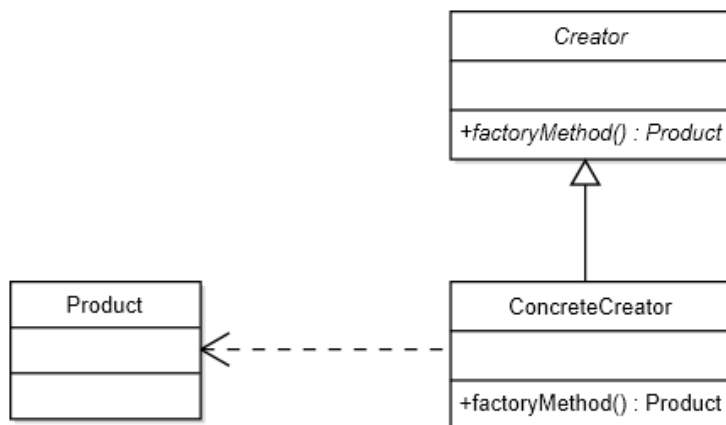 Creator
+factoryMethod() : Product
Product
ConcreteCreator
+factoryMethod() : Product